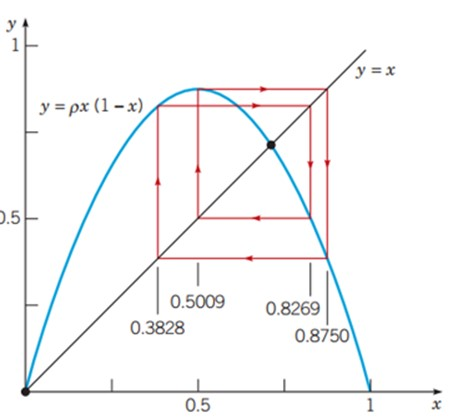 y
1
y = x
y = ρx (1 – x)
0.5
0.5009
0.8269
0.3828
0.8750
0.5
1
x